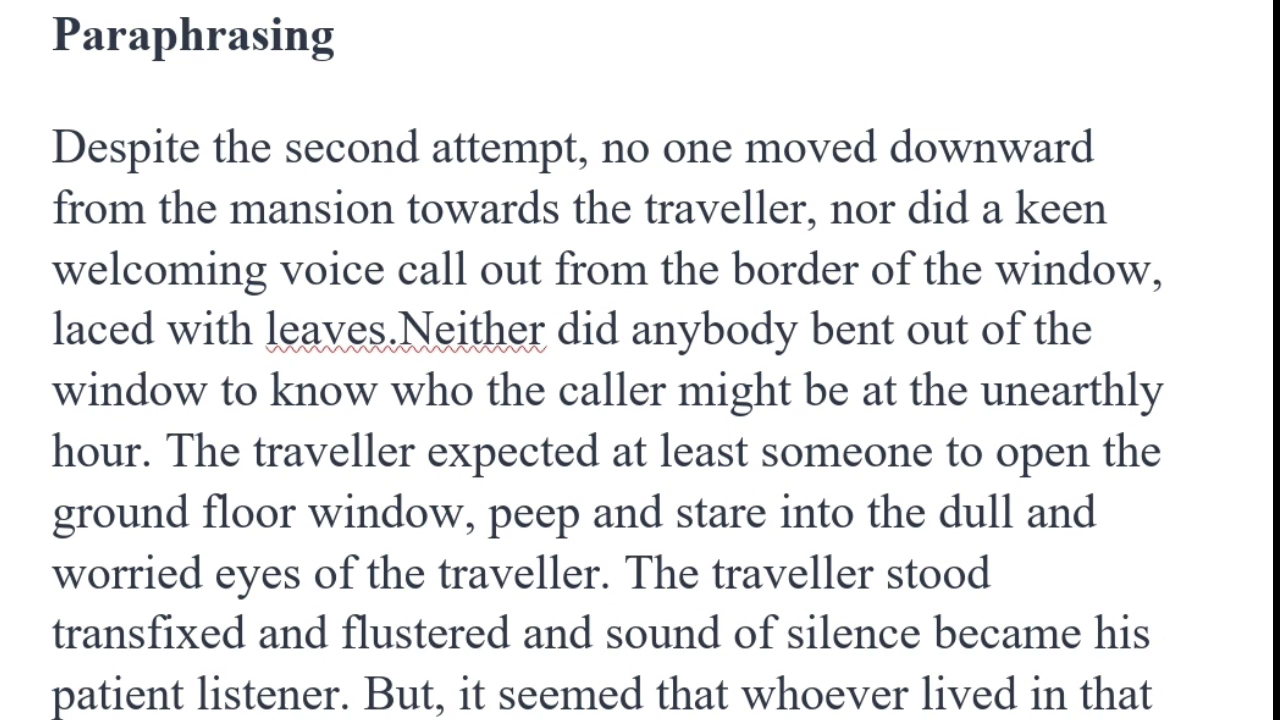 Paraphrasing
Despite the second attempt, no one moved downward
from the mansion towards the traveller, nor did a keen
welcoming voice call out from the border of the window,
laced with leaves.Neither did anybody bent out of the
window to know who the caller might be at the unearthly
hour. The traveller expected at least someone to open the
ground floor window, peep and stare into the dull and
worried eyes of the traveller. The traveller stood
transfixed and flustered and sound of silence became his
patient listener. But, it seemed that whoever lived in that